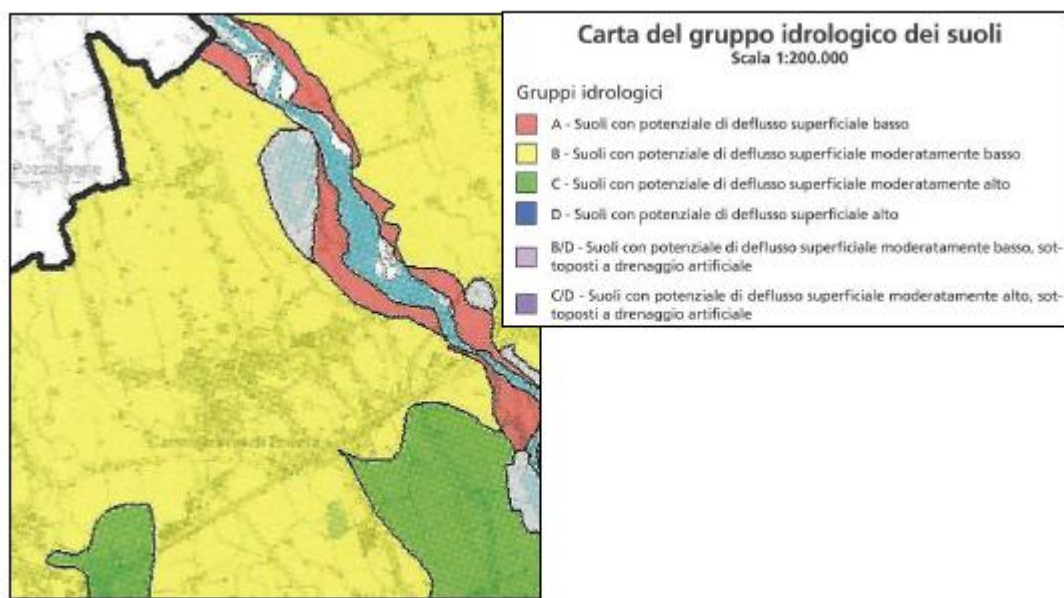 Carta del gruppo idrologico dei suoli
Scala 1:200.000
Gruppi idrologici
A - Suoli con potenziale di deflusso superficiale basso
B - Suoli con potenziale di deflusso superficiale moderatamente basso
C - Suoli con potenziale di deflusso superficiale moderatamente alto
D - Suoli con potenziale di deflusso superficiale alto
B/D - Suoli con potenziale di deflusso superficiale moderatamente basso, sot-
toposti a drenaggio artificiale
C/D - Suoli con potenziale di deflusso superficiale moderatamente alto, sot-
toposti a drenaggio artificiale